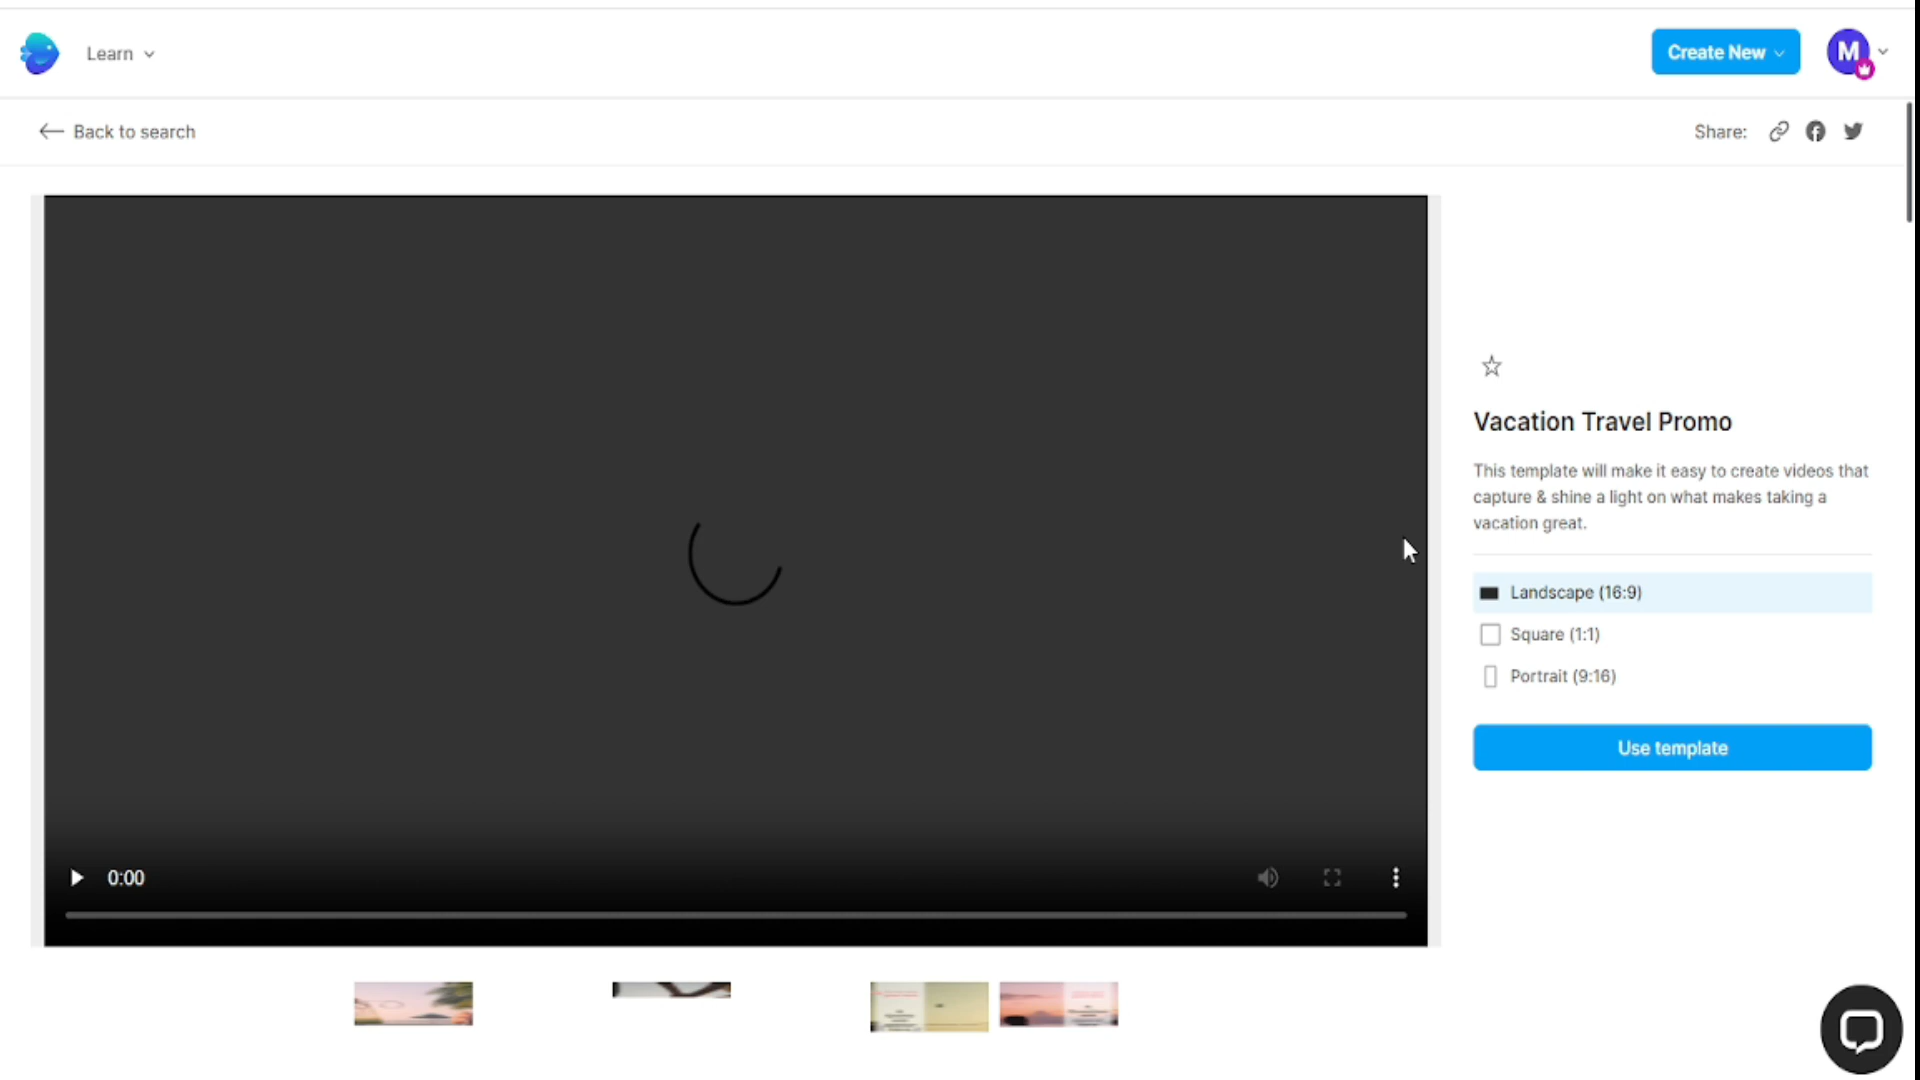 Learn
Create New
M
Back to search
Share:
Vacation Travel Promo
This template will make it easy to create videos that
capture & shine a light on what makes taking a
vacation great.
Landscape (16:9)
Square (1:1)
Portrait (9:16)
Use template
0:00